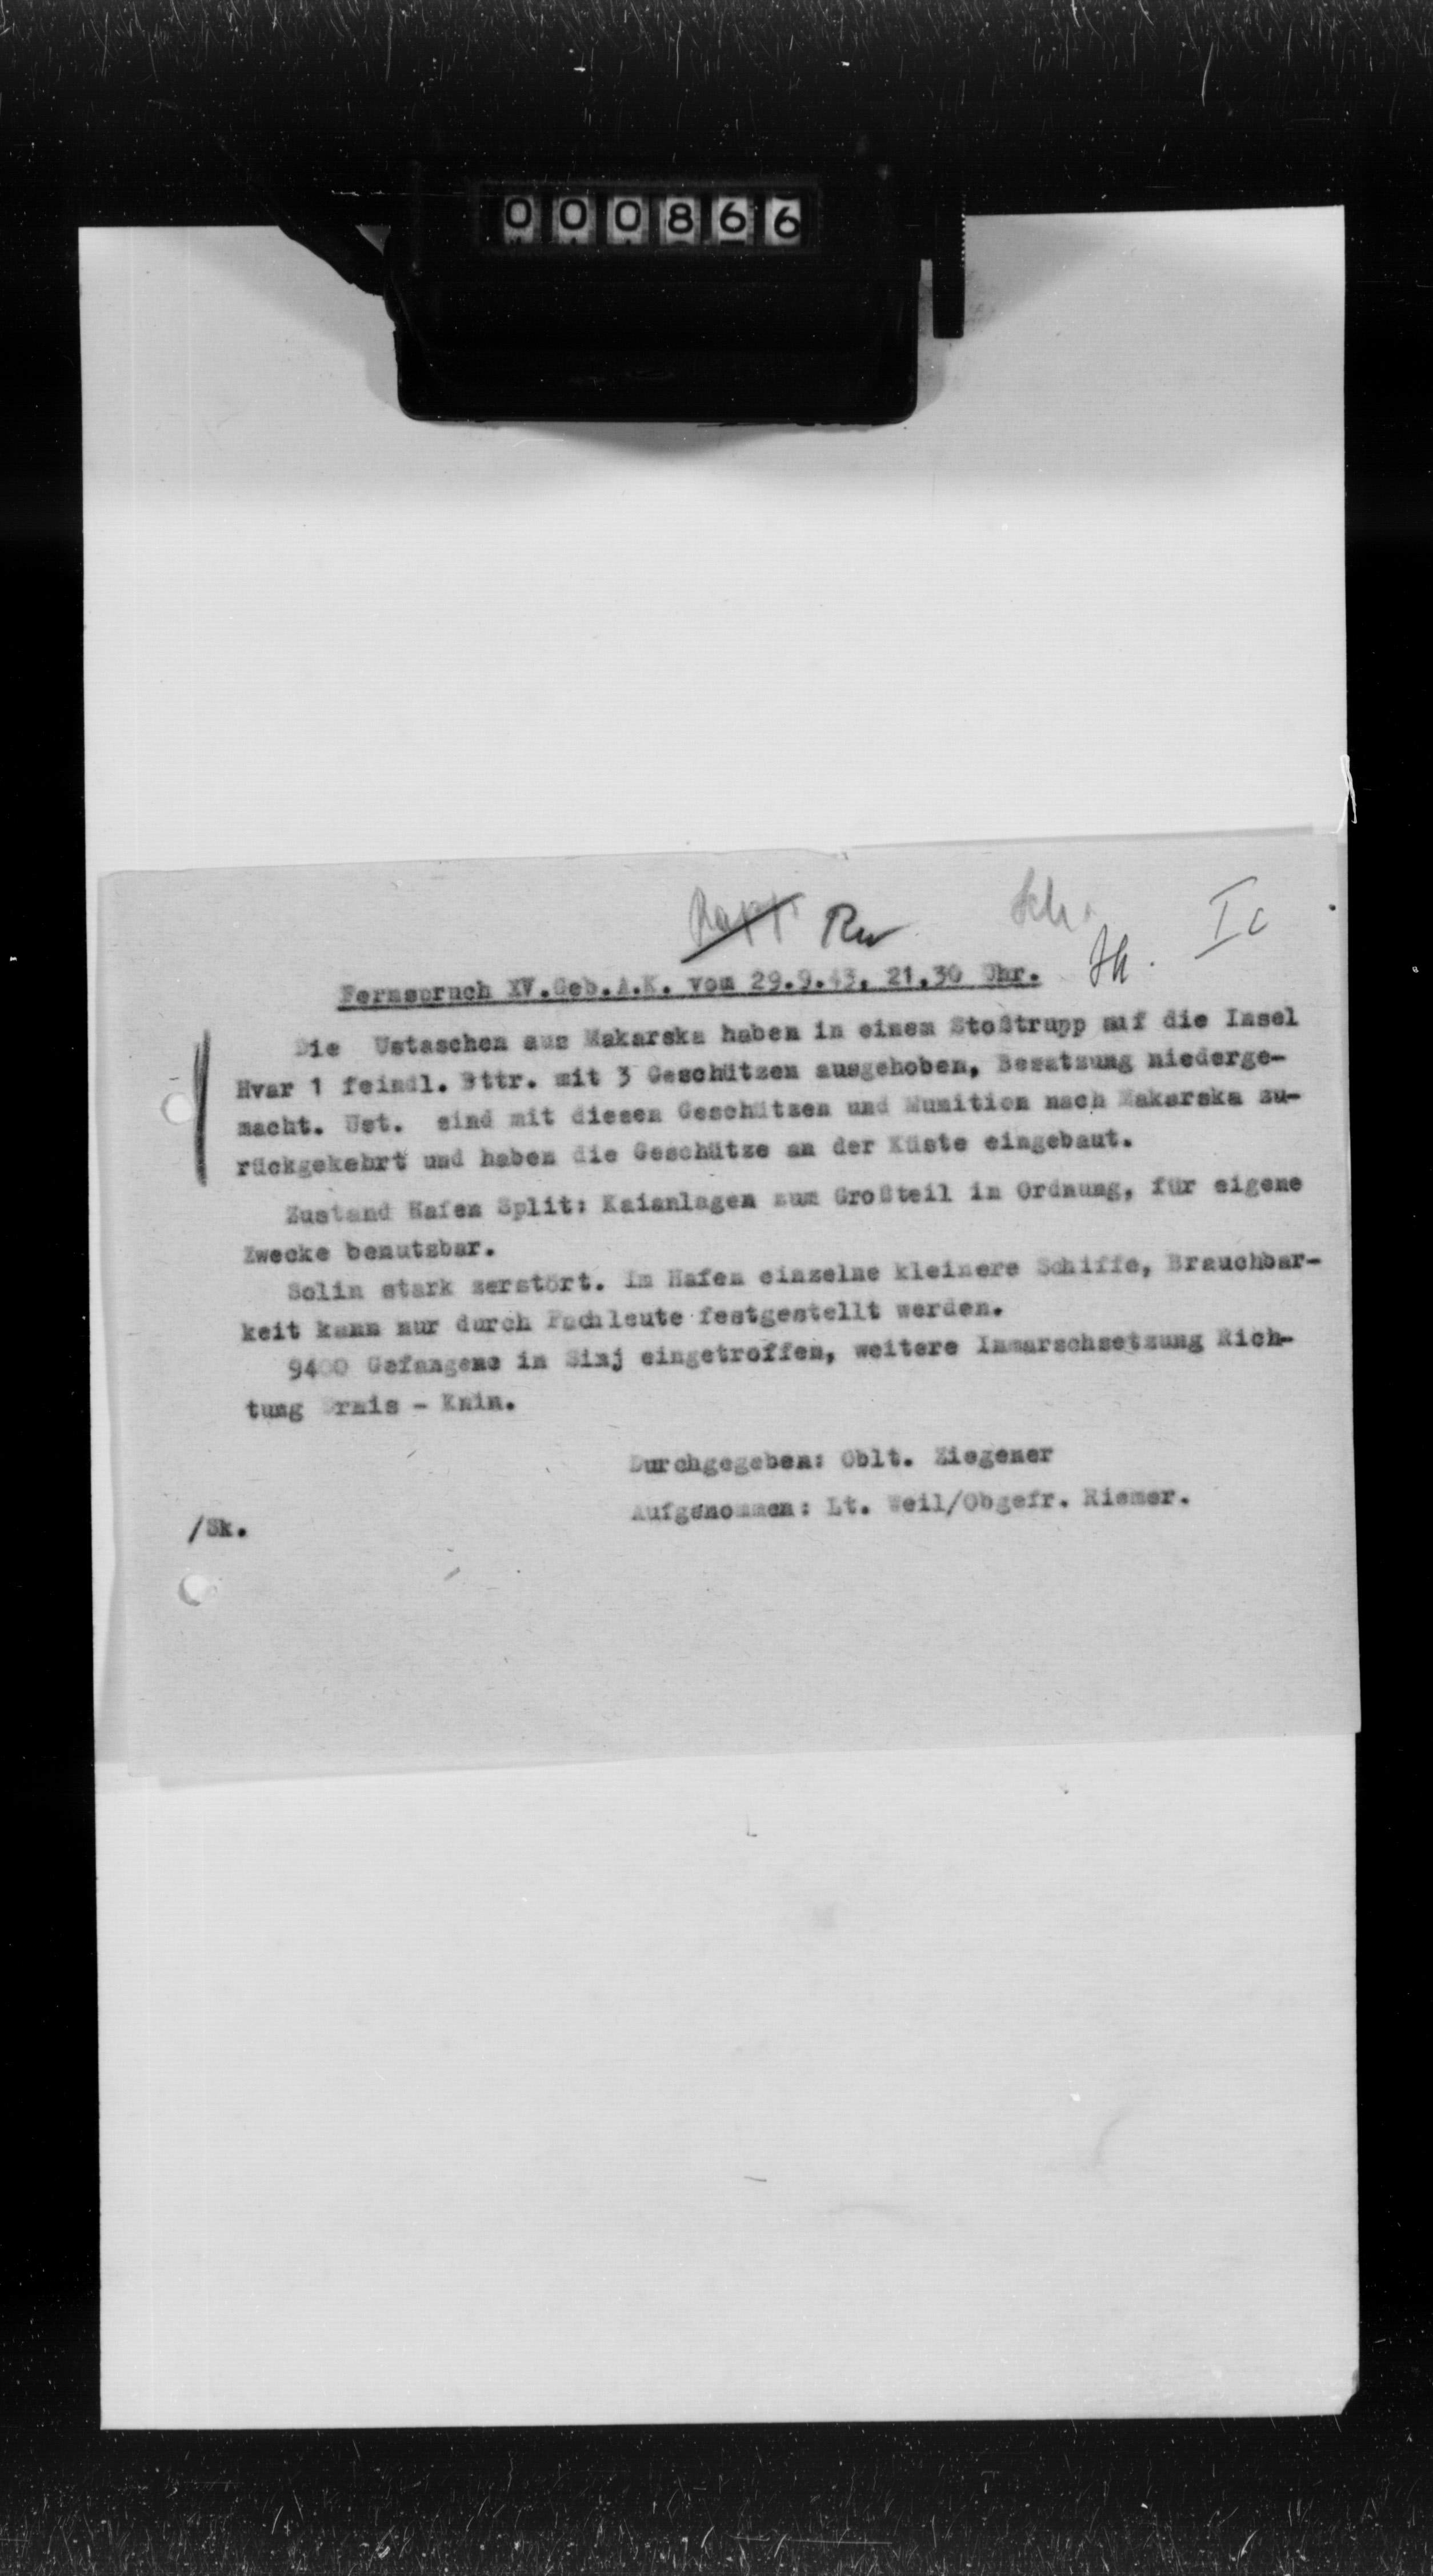 000866
Rw
Sch.
Ic
Fernspruch XV.Geb.A.K. vom 29.9.43, 21,30 Uhr.
Die Ustaschen aus Makarska haben in einem Stoßtrupp auf die Insel
Hvar 1 feindl. Bttr. mit 3 Geschützen ausgehoben, Besatzung niederge-
macht. Ust. sind mit diesen Geschützen und Munition nach Makarska zu-
rückgekehrt und haben die Geschütze an der Küste eingebaut.
Zustand Hafen Split: Kaianlagen zum Großteil in Ordnung, für eigene
Zwecke benutzbar.
Solin stark zerstört. Im Hafen einzelne kleinere Schiffe, Brauchbar-
keit kann nur durch Fachleute festgestellt werden.
9400 Gefangene in Sinj eingetroffen, weitere Inmarschsetzung Rich-
tung Drnis - Knin.
Durchgegeben: Oblt. Ziegener
Aufgenommen: Lt. Weil/Obgefr. Riemer.
/Sk.